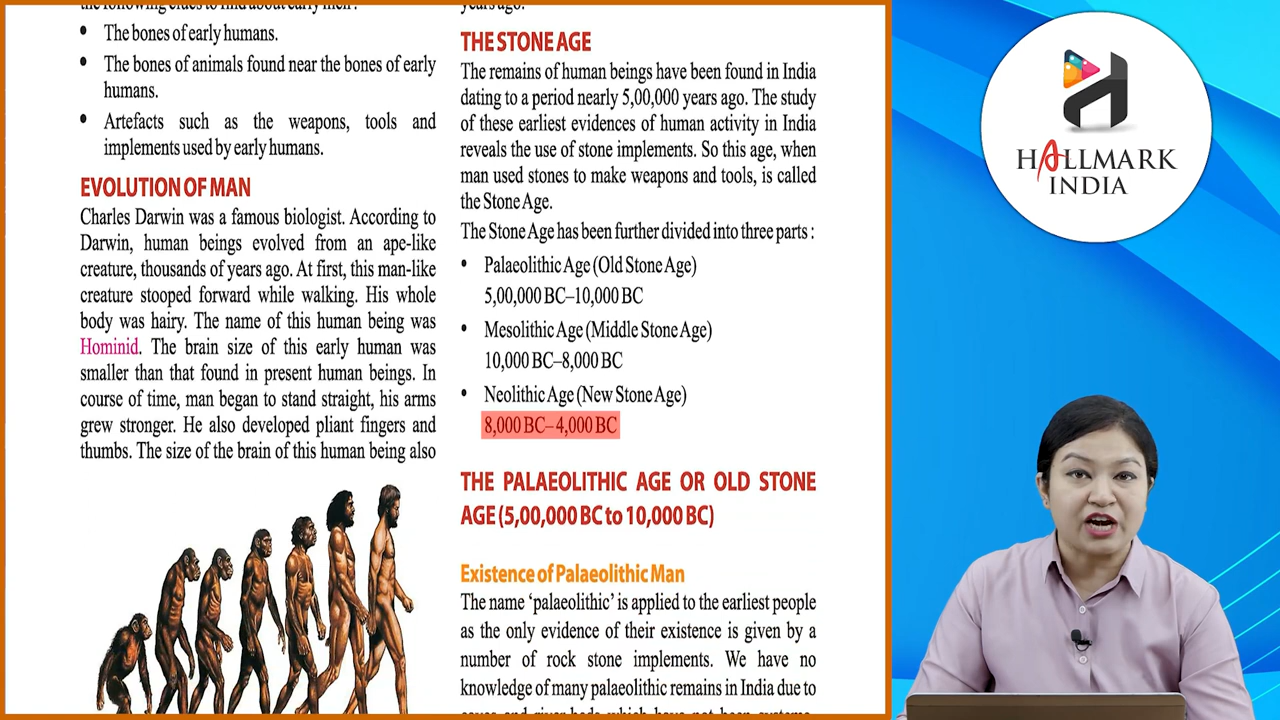 The bones of early humans.
The bones of animals found near the bones of early
humans.
Artefacts such as the weapons, tools and
implements used by early humans.
EVOLUTION OF MAN
Charles Darwin was a famous biologist. According to
Darwin, human beings evolved from an ape-like
creature, thousands of years ago. At first, this man-like
creature stooped forward while walking. His whole
body was hairy. The name of this human being was
Hominid. The brain size of this early human was
smaller than that found in present human beings. In
course of time, man began to stand straight, his arms
grew stronger. He also developed pliant fingers and
thumbs. The size of the brain of this human being also
years ago.
THE STONE AGE
The remains of human beings have been found in India
dating to a period nearly 5,00,000 years ago. The study
of these earliest evidences of human activity in India
reveals the use of stone implements. So this age, when
man used stones to make weapons and tools, is called
the Stone Age.
The Stone Age has been further divided into three parts :
Palaeolithic Age (Old Stone Age)
5,00,000 BC–10,000 BC
Mesolithic Age (Middle Stone Age)
10,000 BC–8,000 BC
Neolithic Age (New Stone Age)
8,000 BC– 4,000 BC
THE PALAEOLITHIC AGE OR OLD STONE
AGE (5,00,000 BC to 10,000 BC)
Existence of Palaeolithic Man
The name ‘palaeolithic’ is applied to the earliest people
as the only evidence of their existence is given by a
number of rock stone implements. We have no
knowledge of many palaeolithic remains in India due to
HALLMARK
INDIA